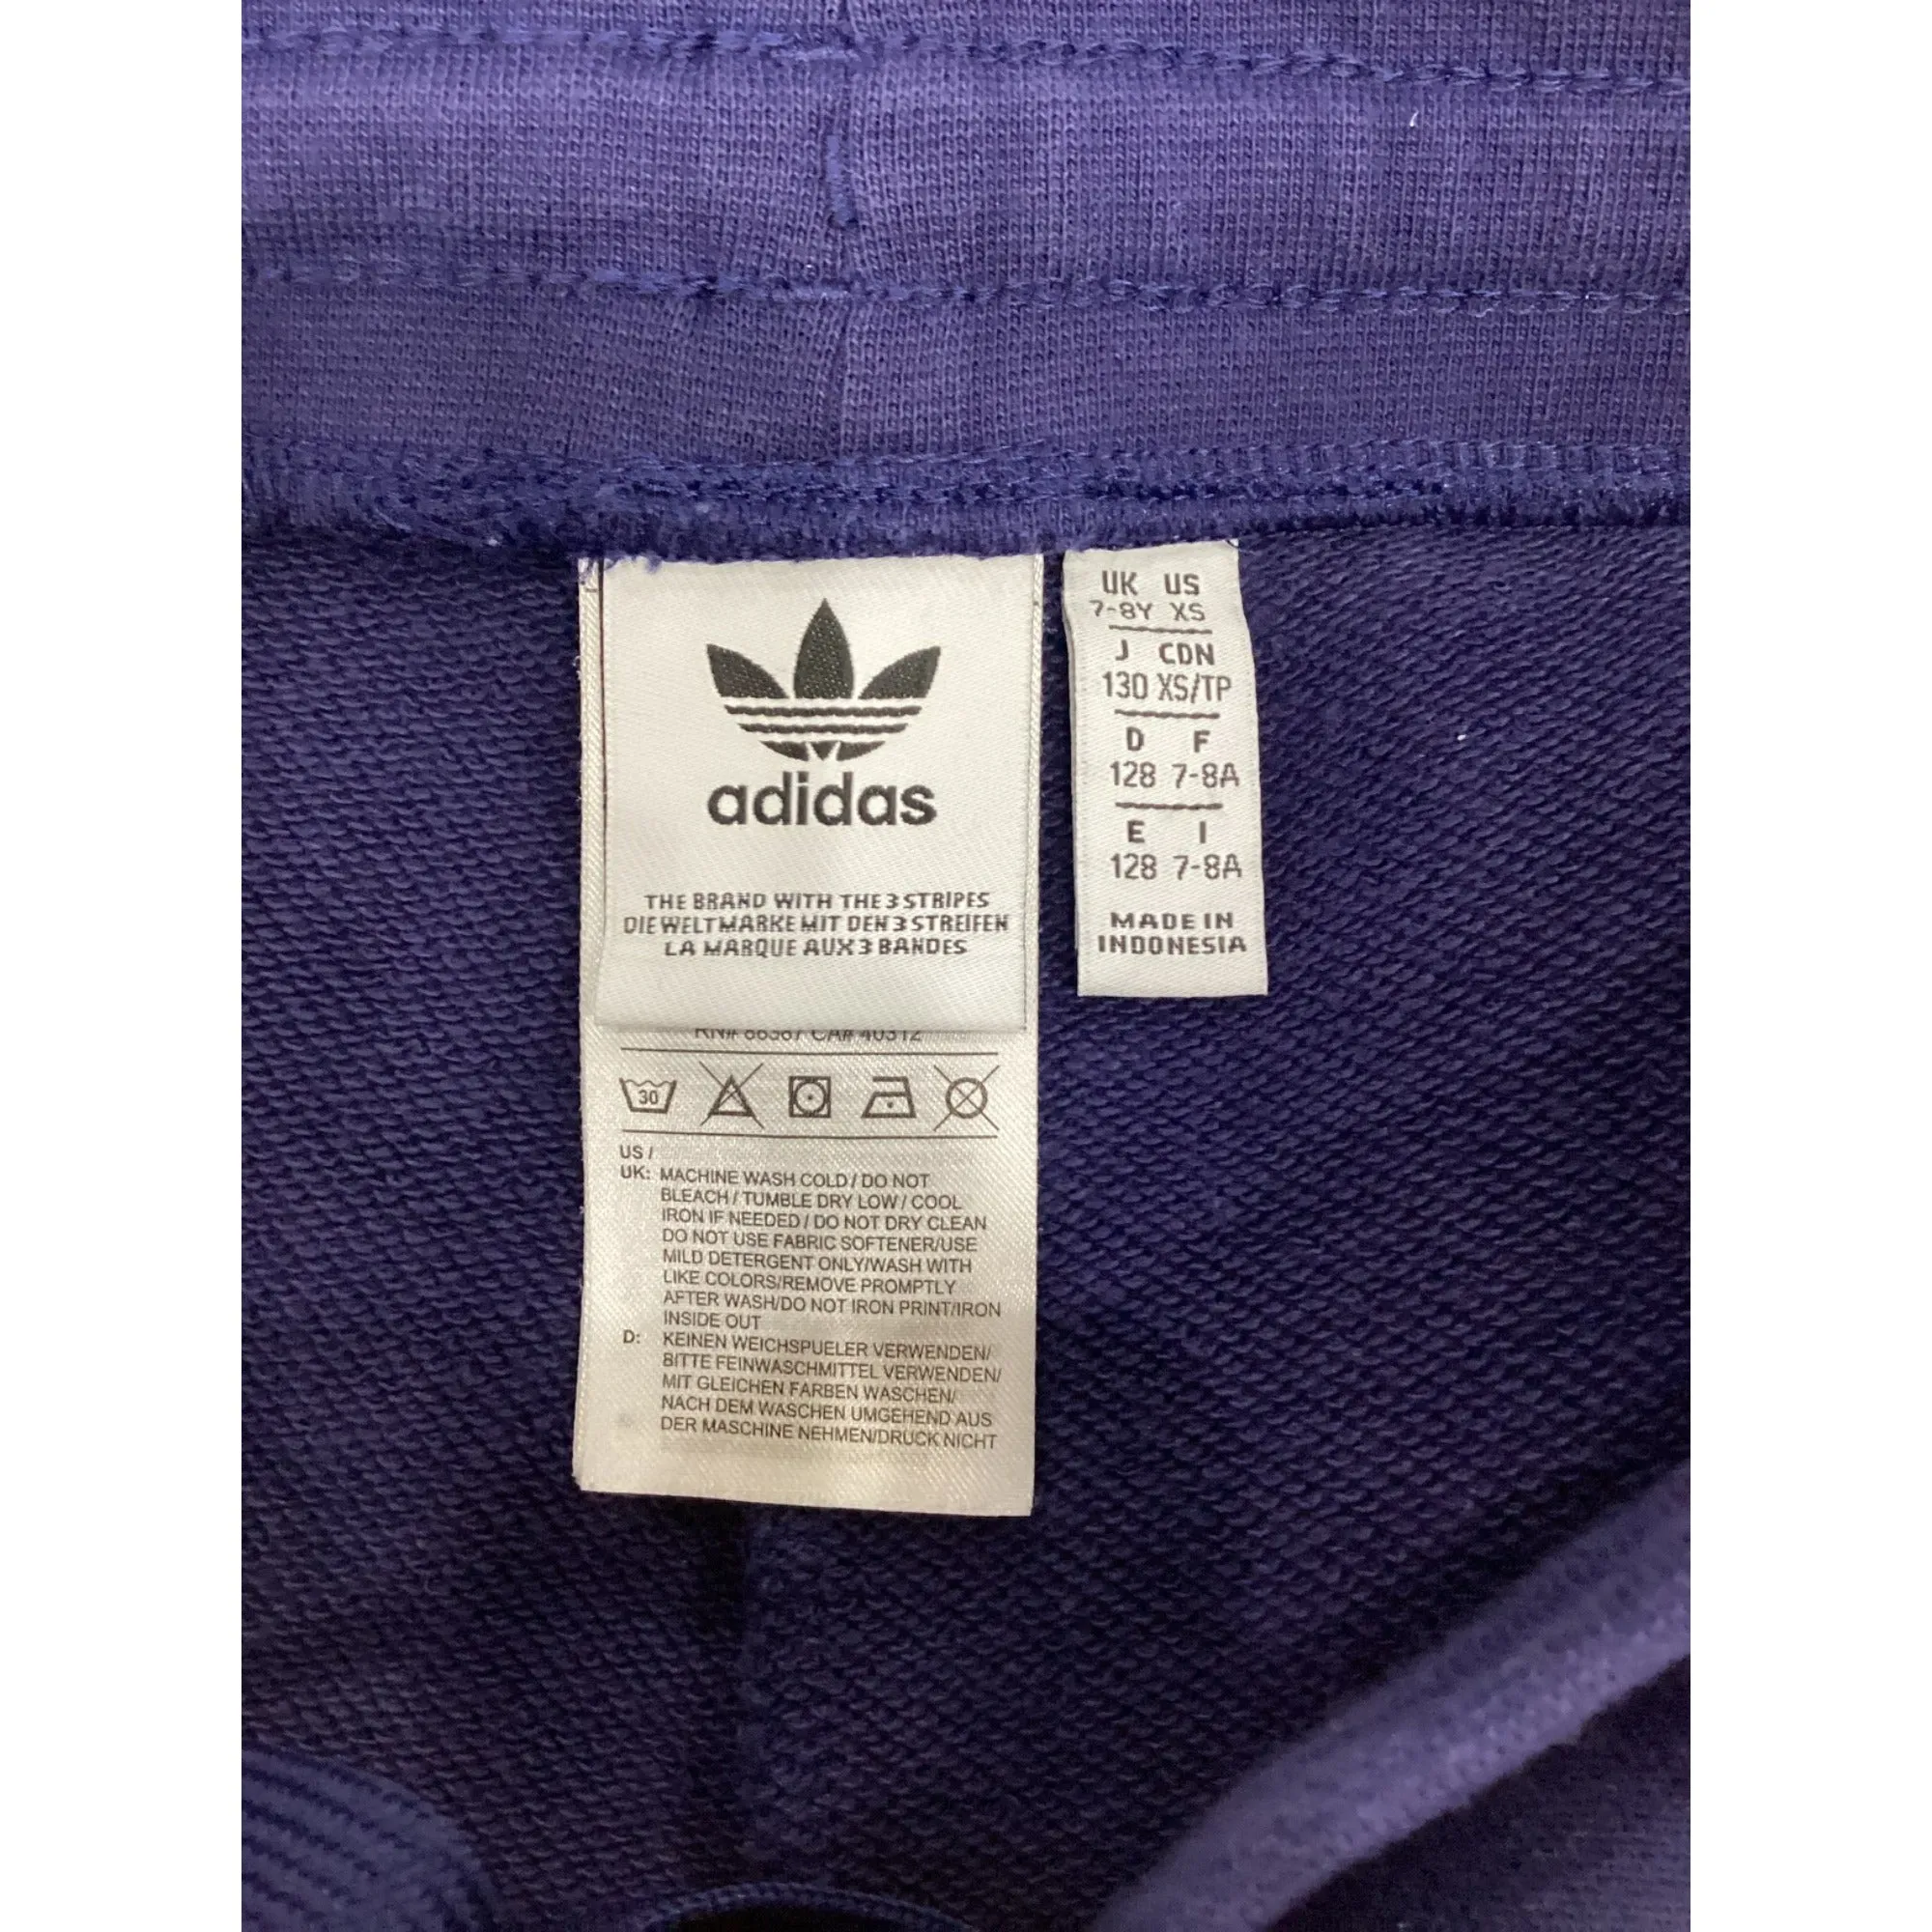 adidas
THE BRAND WITH THE 3 STRIPES
DIE WELTMARKE MIT DEN 3 STREIFEN
LA MARQUE AUX 3 BANDES
RN# 88387 CA# 40312
30
US /
UK: MACHINE WASH COLD / DO NOT
BLEACH / TUMBLE DRY LOW / COOL
IRON IF NEEDED / DO NOT DRY CLEAN
DO NOT USE FABRIC SOFTENER/USE
MILD DETERGENT ONLY/WASH WITH
LIKE COLORS/REMOVE PROMPTLY
AFTER WASH/DO NOT IRON PRINT/IRON
INSIDE OUT
D: KEINEN WEICHSPUELER VERWENDEN/
BITTE FEINWASCHMITTEL VERWENDEN/
MIT GLEICHEN FARBEN WASCHEN/
NACH DEM WASCHEN UMGEHEND AUS
DER MASCHINE NEHMEN/DRUCK NICHT
UK US
7-8Y XS
J CDN
130 XS/TP
D F
128 7-8A
E I
128 7-8A
MADE IN
INDONESIA